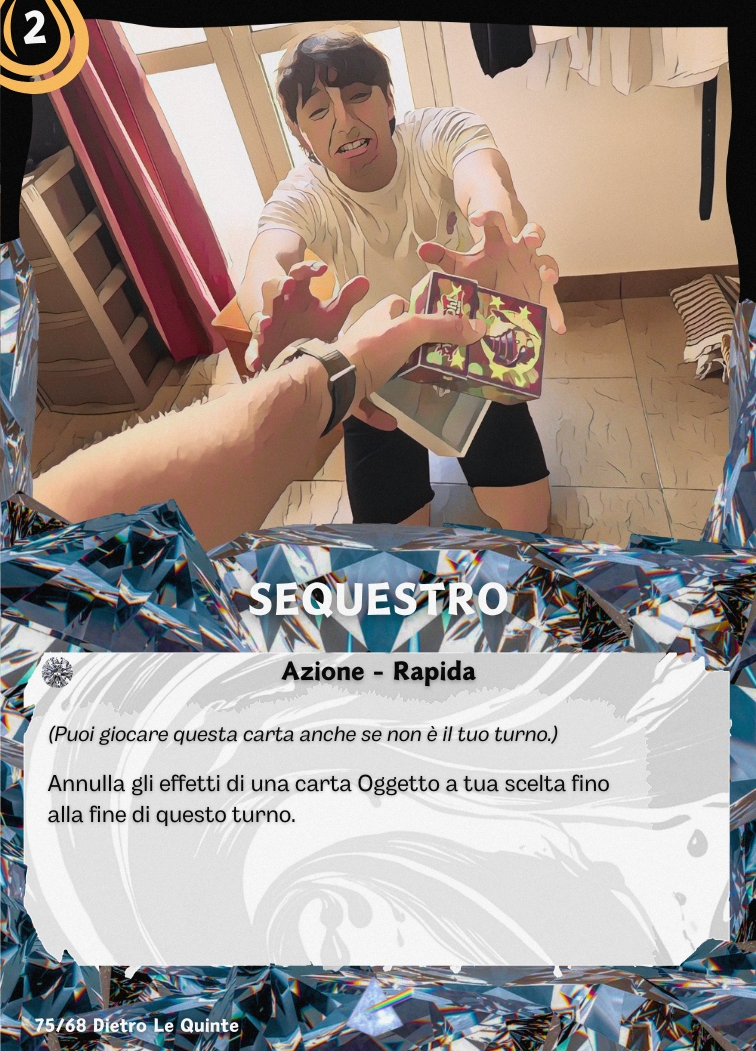 2
SEQUESTRO
Azione - Rapida
(Puoi giocare questa carta anche se non è il tuo turno.)
Annulla gli effetti di una carta Oggetto a tua scelta fino
alla fine di questo turno.
75/68 Dietro Le Quinte